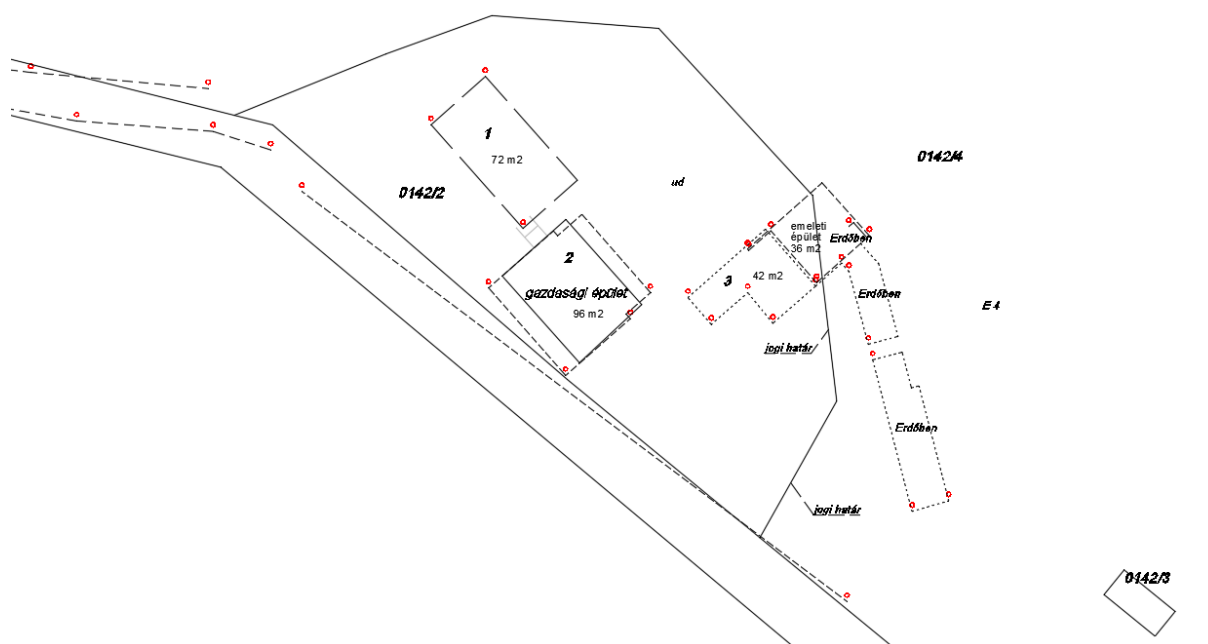 1
72 m2
0142/4
ud
0142/2
emeleti
épület
36 m2
Erdőben
2
3
42 m2
gazdasági épület
96 m2
Erdőben
E 4
jogi határ
Erdőben
jogi határ
0142/3